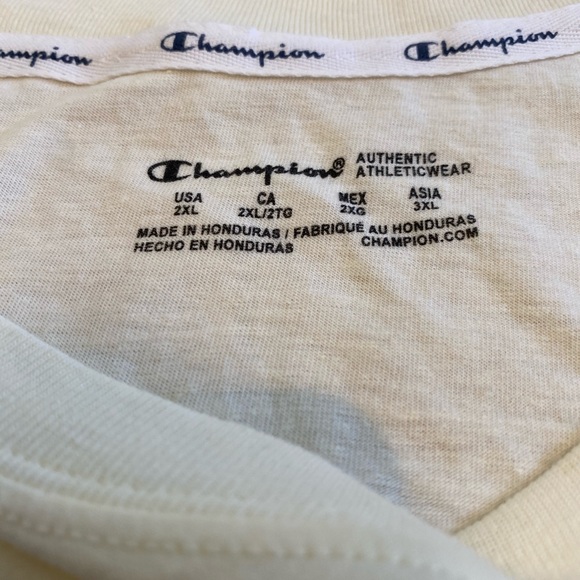 hampion Champion Champion
Champion® AUTHENTIC ATHLETICWEAR
USA CA MEX ASIA
2XL 2XL/2TG 2XG 3XL
MADE IN HONDURAS / FABRIQUÉ AU HONDURAS
HECHO EN HONDURAS CHAMPION.COM